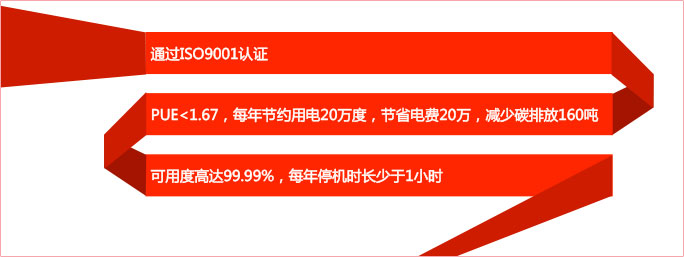 通过ISO9001认证
PUE<1.67，每年节约用电20万度，节省电费20万，减少碳排放160吨
可用度高达99.99%，每年停机时长少于1小时